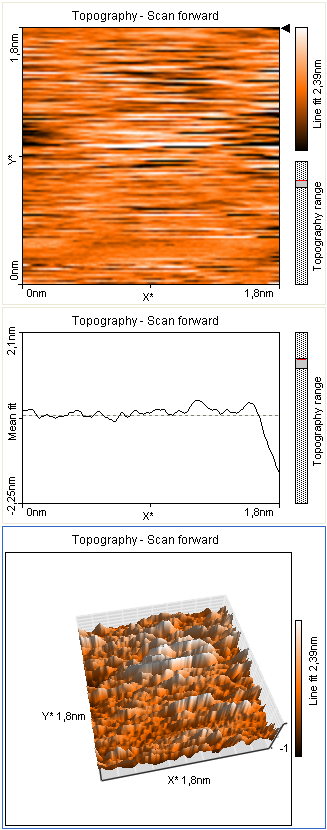 Topography - Scan forward
1,8nm
Y*
0nm
0nm
X*
1,8nm
Line fit 2,39nm
Topography range
Topography - Scan forward
2,1nm
Mean fit
-2,25nm
0nm
X*
1,8nm
Topography range
Topography - Scan forward
Line fit 2,39nm
Y* 1,8nm
X* 1,8nm
-1